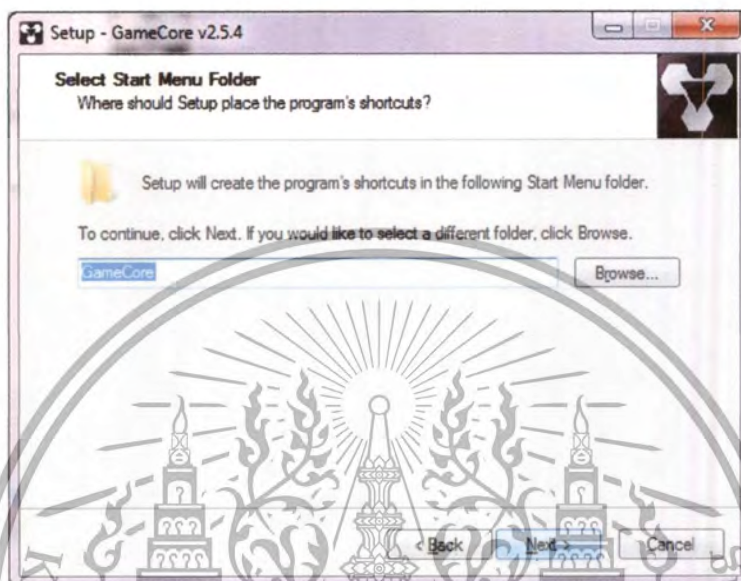 Setup - GameCore v2.5.4
Select Start Menu Folder
Where should Setup place the program's shortcuts?
Setup will create the program's shortcuts in the following Start Menu folder.
To continue, click Next. If you would like to select a different folder, click Browse.
GameCore
Browse...
< Back
Next >
Cancel